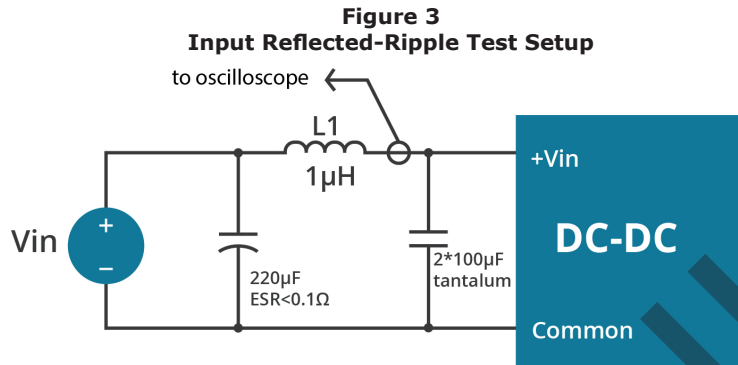 Figure 3
Input Reflected-Ripple Test Setup
to oscilloscope
L1
1µH
+Vin
Vin
+
−
DC-DC
220µF
ESR<0.1Ω
2*100µF
tantalum
Common